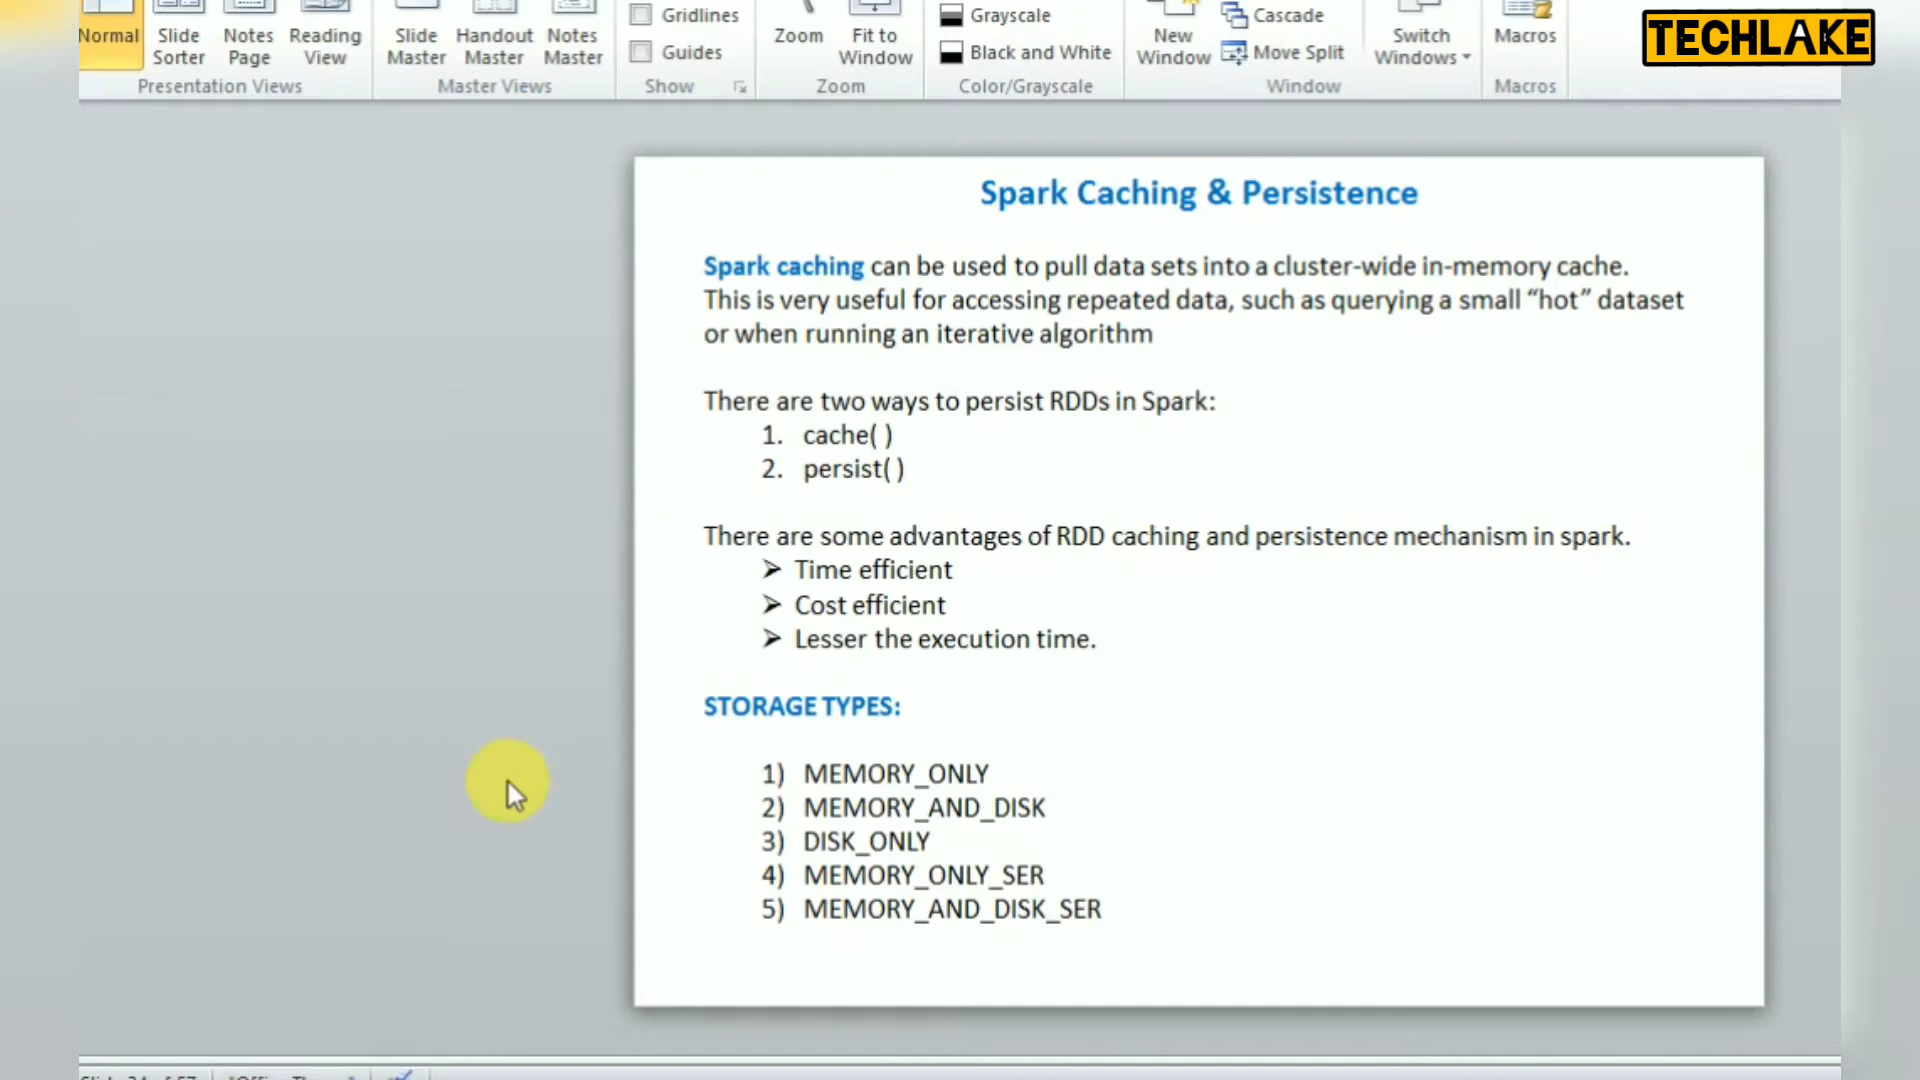 Normal
Slide Sorter
Notes Page
Reading View
Slide Master
Handout Master
Notes Master
Gridlines
Guides
Zoom
Fit to Window
Grayscale
Black and White
New Window
Cascade
Move Split
Switch Windows
Macros
Presentation Views
Master Views
Show
Zoom
Color/Grayscale
Window
Macros
TECHLAKE
Spark Caching & Persistence
Spark caching can be used to pull data sets into a cluster-wide in-memory cache.
This is very useful for accessing repeated data, such as querying a small “hot” dataset
or when running an iterative algorithm
There are two ways to persist RDDs in Spark:
1. cache( )
2. persist( )
There are some advantages of RDD caching and persistence mechanism in spark.
➢ Time efficient
➢ Cost efficient
➢ Lesser the execution time.
STORAGE TYPES:
1) MEMORY_ONLY
2) MEMORY_AND_DISK
3) DISK_ONLY
4) MEMORY_ONLY_SER
5) MEMORY_AND_DISK_SER